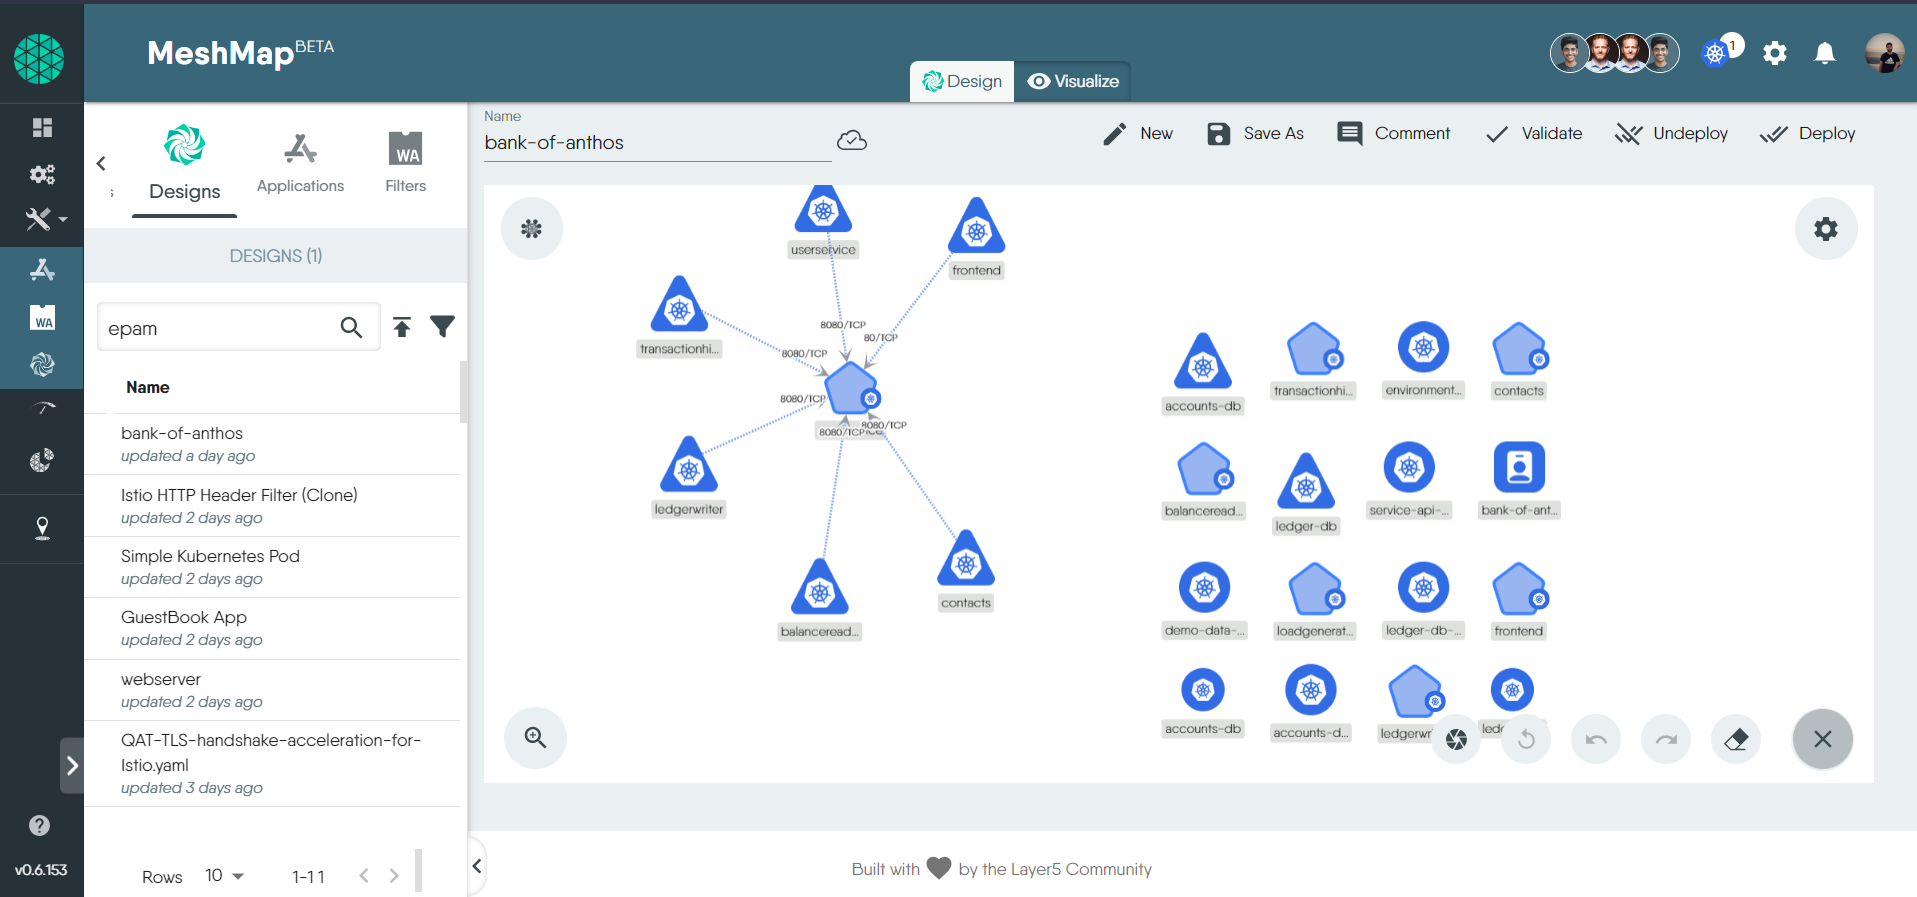 MeshMap BETA
1
Design
Visualize
Designs
Applications
WA
Filters
s
DESIGNS (1)
epam
Name
bank-of-anthos
updated a day ago
Istio HTTP Header Filter (Clone)
updated 2 days ago
Simple Kubernetes Pod
updated 2 days ago
GuestBook App
updated 2 days ago
webserver
updated 2 days ago
QAT-TLS-handshake-acceleration-for-
Istio.yaml
updated 3 days ago
Rows 10 1-11
WA
v0.6.153
Name
bank-of-anthos
New
Save As
Comment
Validate
Undeploy
Deploy
userservice
frontend
8080/TCP
80/TCP
transactionhi...
8080/TCP
8080/TCP
8080/TCP
8080/TCP
ledgerwriter
contacts
balanceread...
accounts-db
transactionhi...
environment...
contacts
balanceread...
ledger-db
service-api-...
bank-of-ant...
demo-data-...
loadgenerat...
ledger-db-...
frontend
accounts-db
accounts-d...
ledgerwr
ledg
Built with by the Layer5 Community